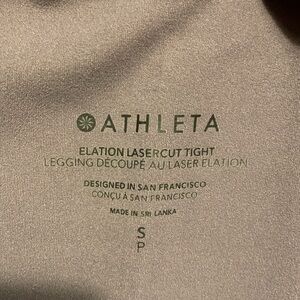 ATHLETA
ELATION LASERCUT TIGHT
LEGGING DÉCOUPÉ AU LASER ELATION
DESIGNED IN SAN FRANCISCO
CONÇU À SAN FRANCISCO
MADE IN SRI LANKA
S
P